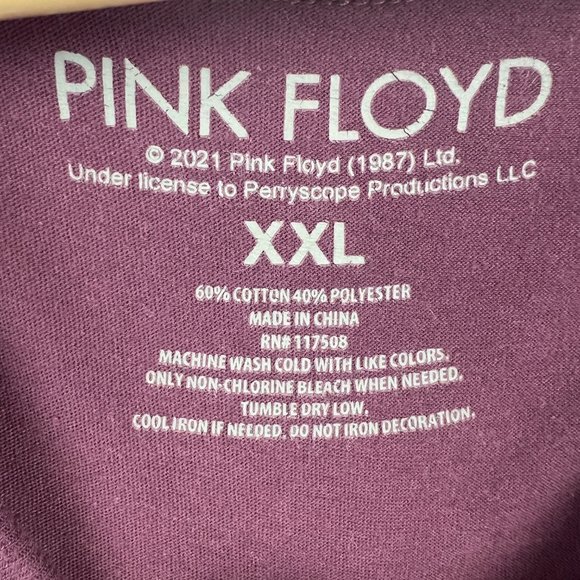 PINK FLOYD
© 2021 Pink Floyd (1987) Ltd.
Under license to Perryscope Productions LLC
XXL
60% COTTON 40% POLYESTER
MADE IN CHINA
RN# 117508
MACHINE WASH COLD WITH LIKE COLORS.
ONLY NON-CHLORINE BLEACH WHEN NEEDED.
TUMBLE DRY LOW.
COOL IRON IF NEEDED. DO NOT IRON DECORATION.